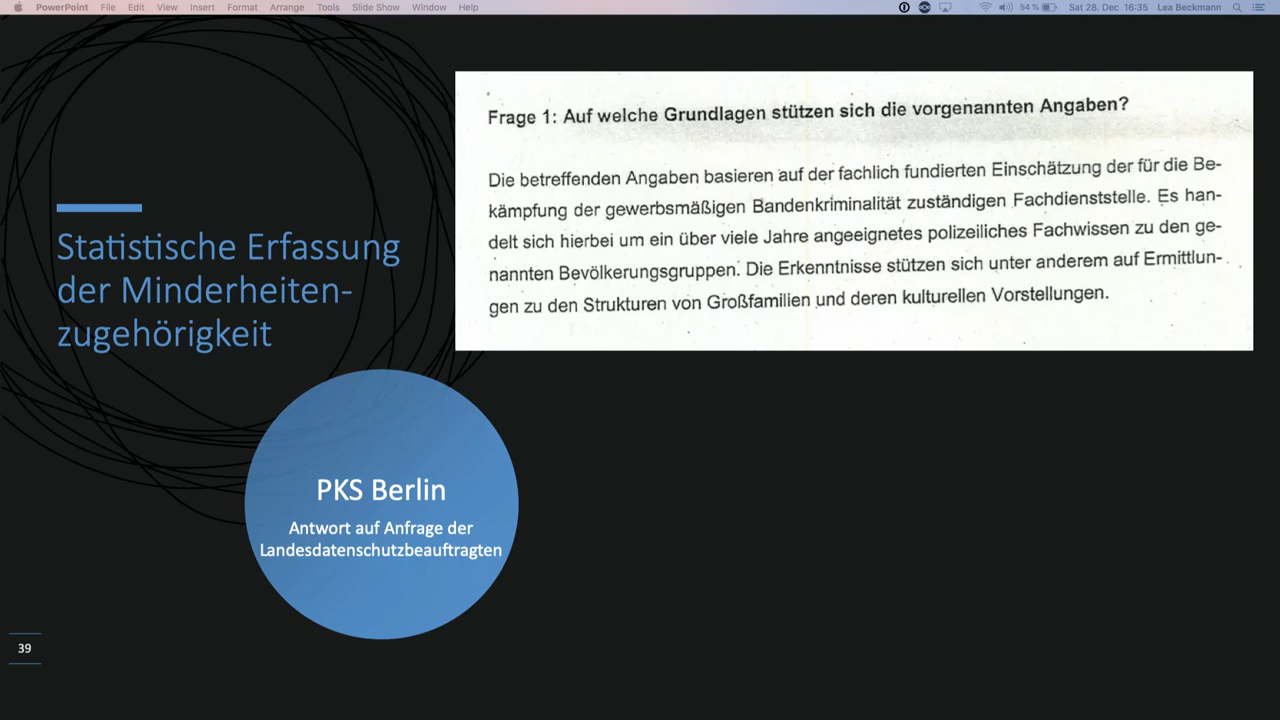 PowerPoint File Edit View Insert Format Arrange Tools Slide Show Window Help 54 % Sat 28. Dec 16:35 Lea Beckmann
Statistische Erfassung
der Minderheiten-
zugehörigkeit
Frage 1: Auf welche Grundlagen stützen sich die vorgenannten Angaben?
Die betreffenden Angaben basieren auf der fachlich fundierten Einschätzung der für die Be-
kämpfung der gewerbsmäßigen Bandenkriminalität zuständigen Fachdienststelle. Es han-
delt sich hierbei um ein über viele Jahre angeeignetes polizeiliches Fachwissen zu den ge-
nannten Bevölkerungsgruppen. Die Erkenntnisse stützen sich unter anderem auf Ermittlun-
gen zu den Strukturen von Großfamilien und deren kulturellen Vorstellungen.
PKS Berlin
Antwort auf Anfrage der
Landesdatenschutzbeauftragten
39